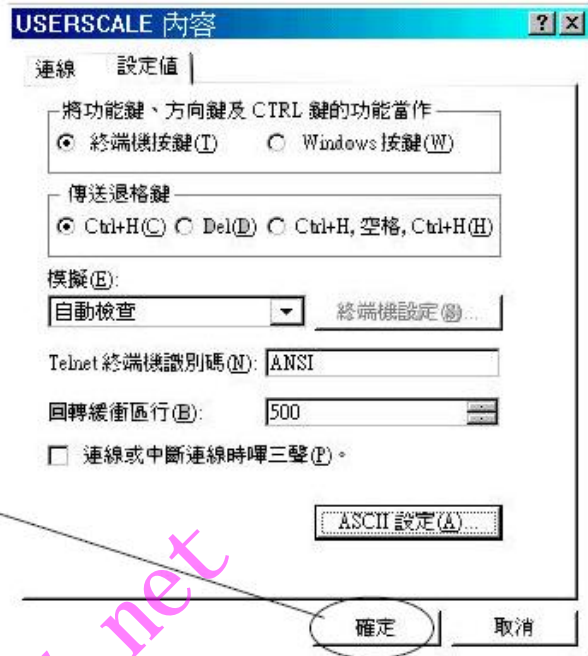 USERSCALE 內容
連線 設定值
將功能鍵、方向鍵及 CTRL 鍵的功能當作
終端機按鍵(T) Windows 按鍵(W)
傳送退格鍵
Ctrl+H(C) Del(D) Ctrl+H, 空格, Ctrl+H(H)
模擬(E):
自動檢查 終端機設定(S)...
Telnet 終端機識別碼(N): ANSI
回轉緩衝區行(B): 500
連線或中斷連線時嗶三聲(P)。
ASCII 設定(A)...
確定 取消
.net